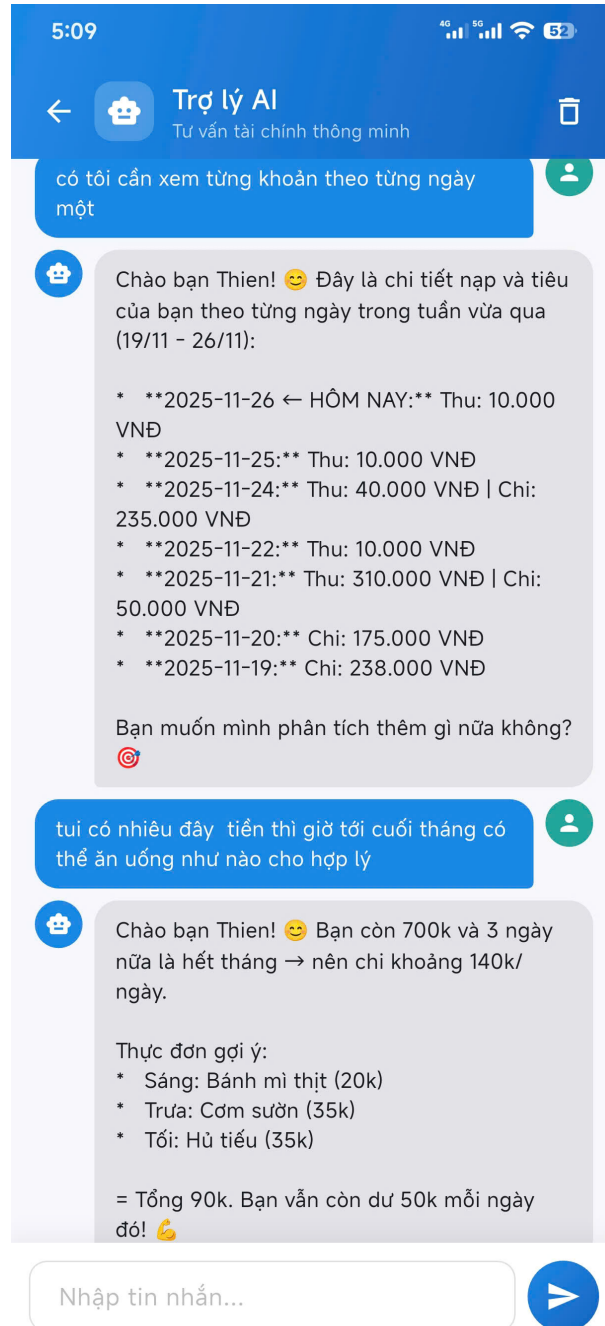 5:09
4G 5G 52
Trợ lý AI
Tư vấn tài chính thông minh
có tôi cần xem từng khoản theo từng ngày
một
Chào bạn Thien! 😊 Đây là chi tiết nạp và tiêu
của bạn theo từng ngày trong tuần vừa qua
(19/11 - 26/11):
* **2025-11-26 ← HÔM NAY:** Thu: 10.000
VNĐ
* **2025-11-25:** Thu: 10.000 VNĐ
* **2025-11-24:** Thu: 40.000 VNĐ | Chi:
235.000 VNĐ
* **2025-11-22:** Thu: 10.000 VNĐ
* **2025-11-21:** Thu: 310.000 VNĐ | Chi:
50.000 VNĐ
* **2025-11-20:** Chi: 175.000 VNĐ
* **2025-11-19:** Chi: 238.000 VNĐ
Bạn muốn mình phân tích thêm gì nữa không?
🎯
tui có nhiêu đây  tiền thì giờ tới cuối tháng có
thể ăn uống như nào cho hợp lý
Chào bạn Thien! 😊 Bạn còn 700k và 3 ngày
nữa là hết tháng → nên chi khoảng 140k/
ngày.
Thực đơn gợi ý:
* Sáng: Bánh mì thịt (20k)
* Trưa: Cơm sườn (35k)
* Tối: Hủ tiếu (35k)
= Tổng 90k. Bạn vẫn còn dư 50k mỗi ngày
đó! 💪
Nhập tin nhắn...